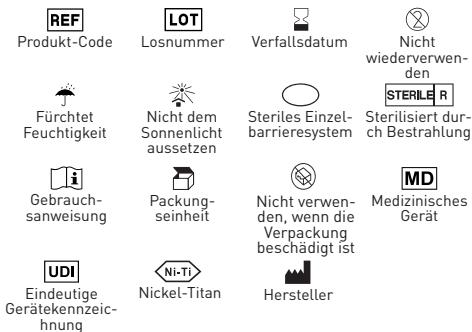 REF
Produkt-Code
LOT
Losnummer
Verfallsdatum
2
Nicht
wiederverwen-
den
Fürchtet
Feuchtigkeit
Nicht dem
Sonnenlicht
aussetzen
Steriles Einzel-
barrieresystem
STERILE R
Sterilisiert dur-
ch Bestrahlung
i
Gebrauch-
sanweisung
Packung-
seinheit
Nicht verwen-
den, wenn die
Verpackung
beschädigt ist
MD
Medizinisches
Gerät
UDI
Eindeutige
Gerätekennzeic-
hnung
Ni-Ti
Nickel-Titan
Hersteller